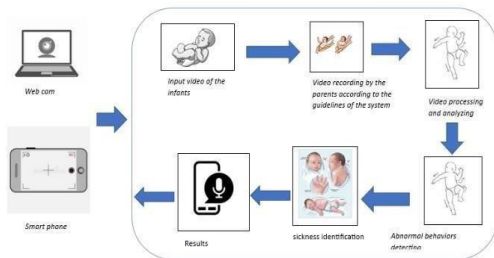 Web cam
Smart phone
Input video of the
infants
Video recording by the
parents according to the
guidelines of the system
Video processing
and analyzing
Abnormal behaviors
detecting
sickness identification
Results